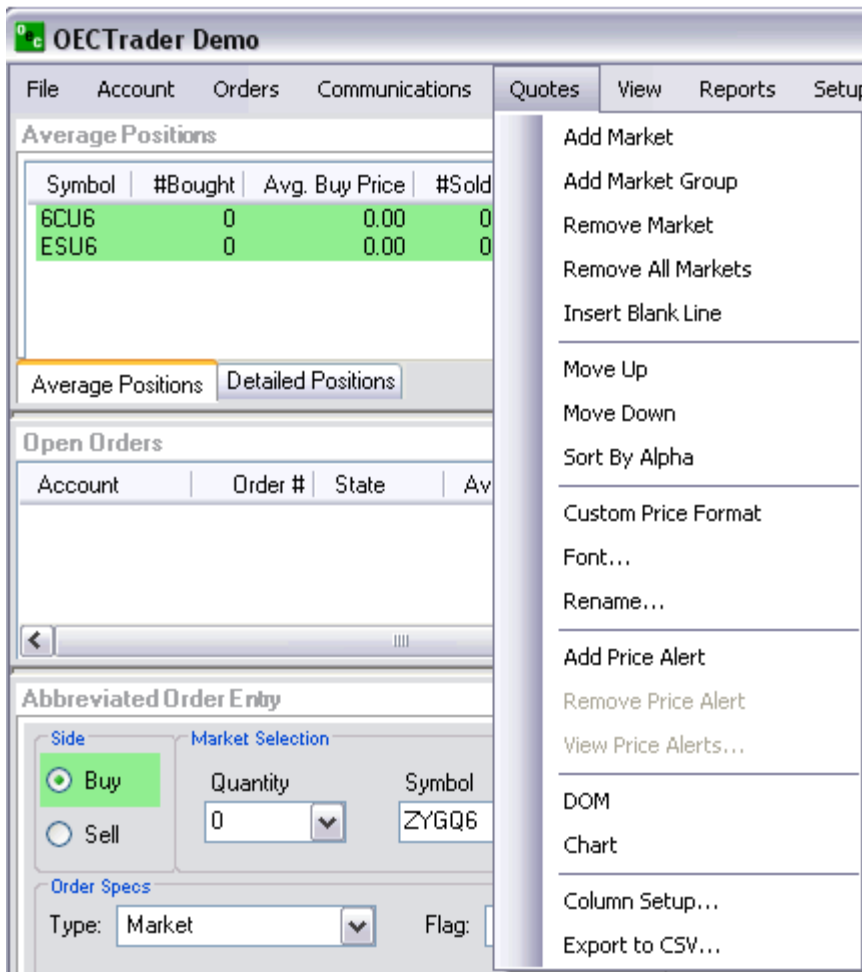 OEC OECTrader Demo
File Account Orders Communications Quotes View Reports Setup
Average Positions
Symbol #Bought Avg. Buy Price #Sold
6CU6 0 0.00 0
ESU6 0 0.00 0
Average Positions Detailed Positions
Open Orders
Account Order # State Av
Abbreviated Order Entry
Side Market Selection
Buy Quantity Symbol
0 ZYGQ6
Sell
Order Specs
Type: Market Flag:
Add Market
Add Market Group
Remove Market
Remove All Markets
Insert Blank Line
Move Up
Move Down
Sort By Alpha
Custom Price Format
Font...
Rename...
Add Price Alert
Remove Price Alert
View Price Alerts...
DOM
Chart
Column Setup...
Export to CSV...